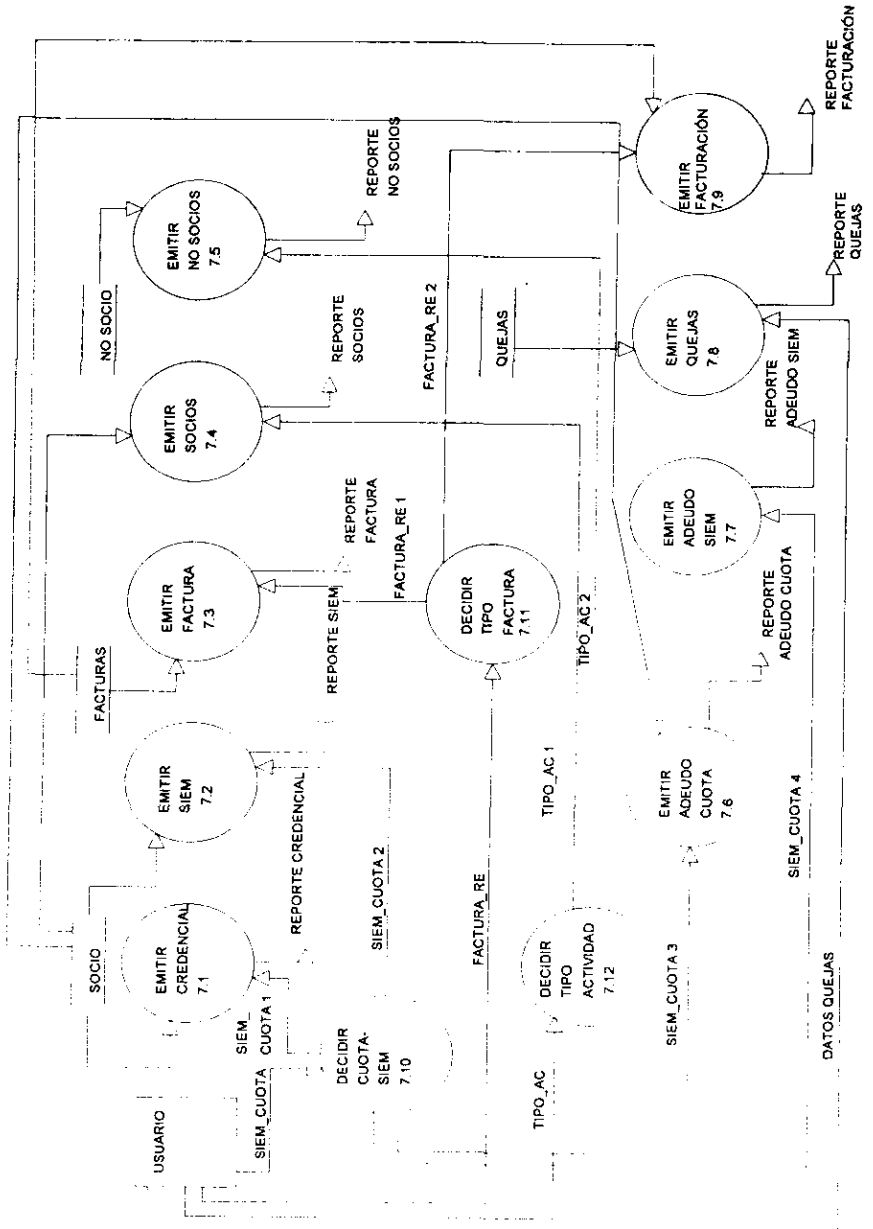 USUARIO
SIEM_CUOTA
SIEM_
CUOTA 1
SOCIO
EMITIR
CREDENCIAL
7.1
REPORTE CREDENCIAL
EMITIR
SIEM
7.2
REPORTE SIEM
FACTURAS
EMITIR
FACTURA
7.3
REPORTE
FACTURA
EMITIR
SOCIOS
7.4
REPORTE
SOCIOS
NO SOCIO
EMITIR
NO SOCIOS
7.5
REPORTE
NO SOCIOS
DECIDIR
CUOTA-
SIEM
7.10
SIEM_CUOTA 2
FACTURA_RE
DECIDIR
TIPO
FACTURA
7.11
FACTURA_RE 1
FACTURA_RE 2
TIPO_AC
DECIDIR
TIPO
ACTIVIDAD
7.12
TIPO_AC 1
TIPO_AC 2
QUEJAS
SIEM_CUOTA 3
EMITIR
ADEUDO
CUOTA
7.6
REPORTE
ADEUDO CUOTA
EMITIR
ADEUDO
SIEM
7.7
REPORTE
ADEUDO SIEM
EMITIR
QUEJAS
7.8
REPORTE
QUEJAS
EMITIR
FACTURACIÓN
7.9
REPORTE
FACTURACIÓN
SIEM_CUOTA 4
DATOS QUEJAS